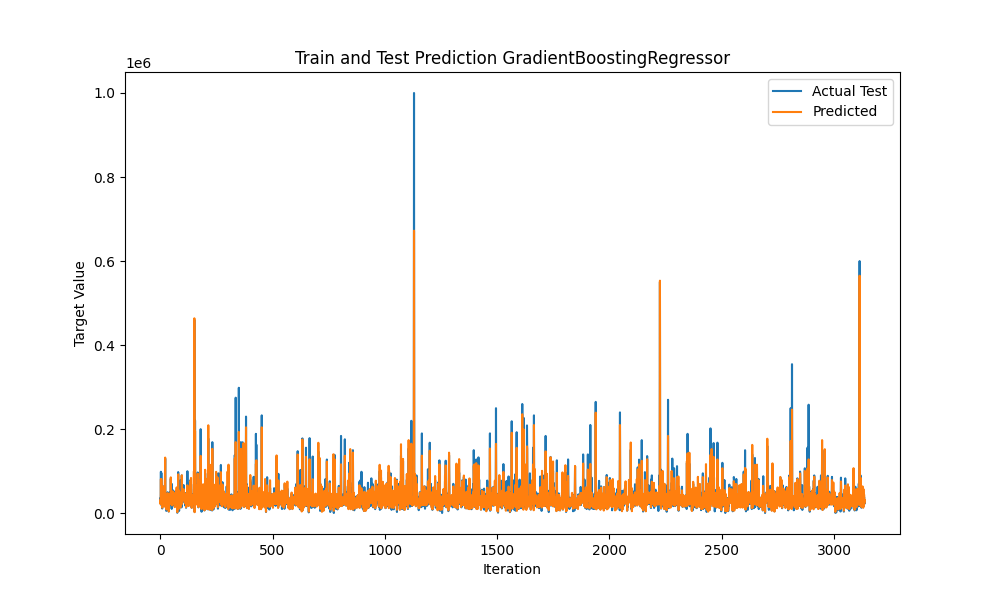 Train and Test Prediction GradientBoostingRegressor
1e6
Actual Test
Predicted
1.0
0.8
0.6
0.4
0.2
0.0
Target Value
0 500 1000 1500 2000 2500 3000
Iteration